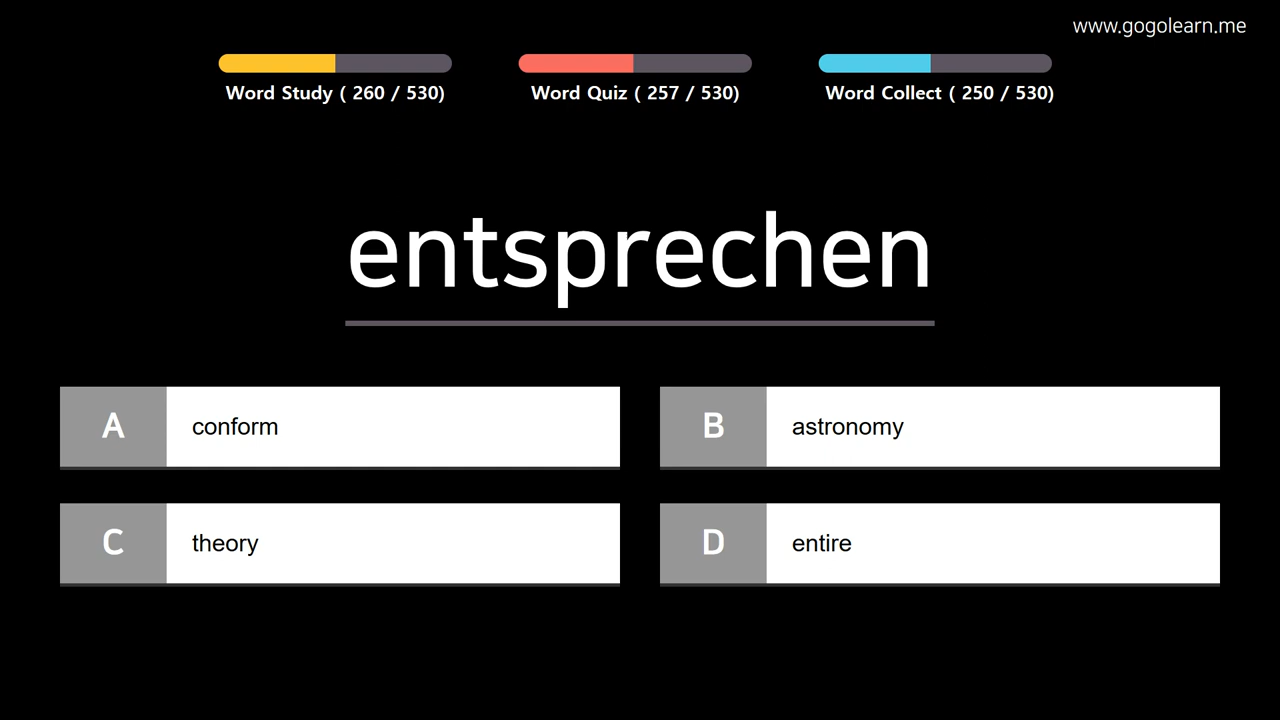 www.gogolearn.me
Word Study ( 260 / 530)
Word Quiz ( 257 / 530)
Word Collect ( 250 / 530)
entsprechen
A
conform
B
astronomy
C
theory
D
entire